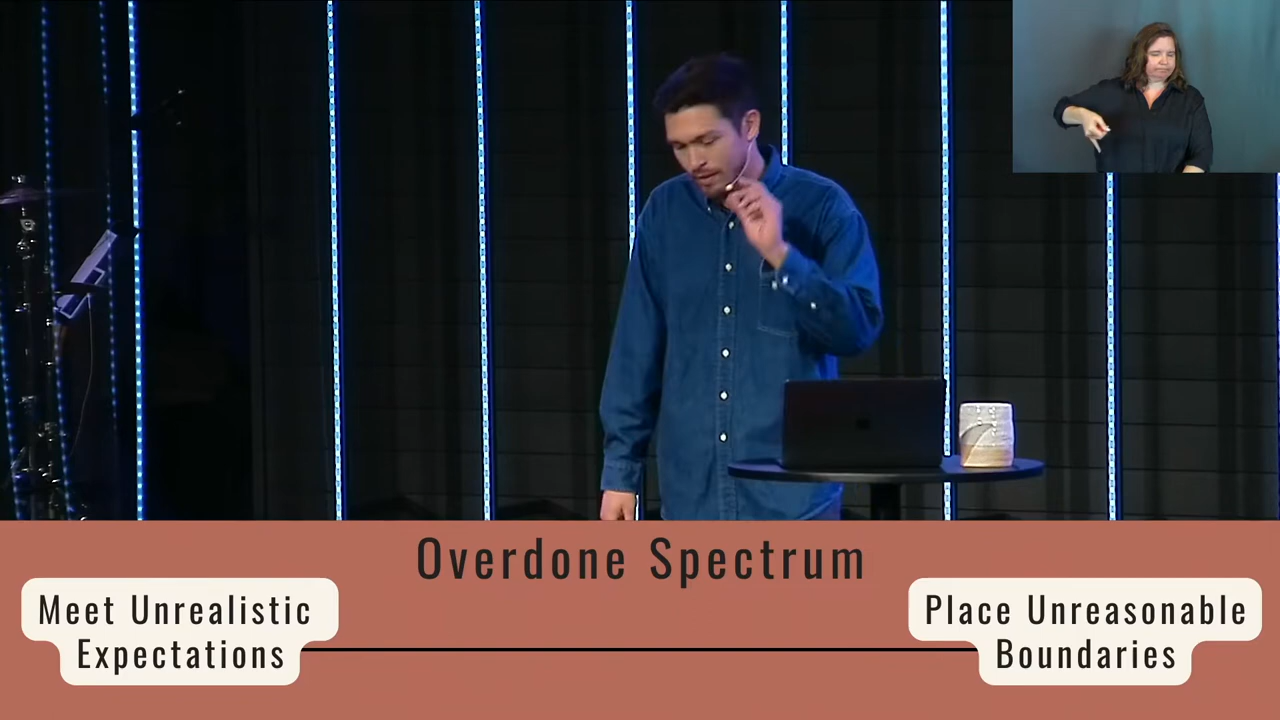 Overdone Spectrum
Meet Unrealistic
Expectations
Place Unreasonable
Boundaries